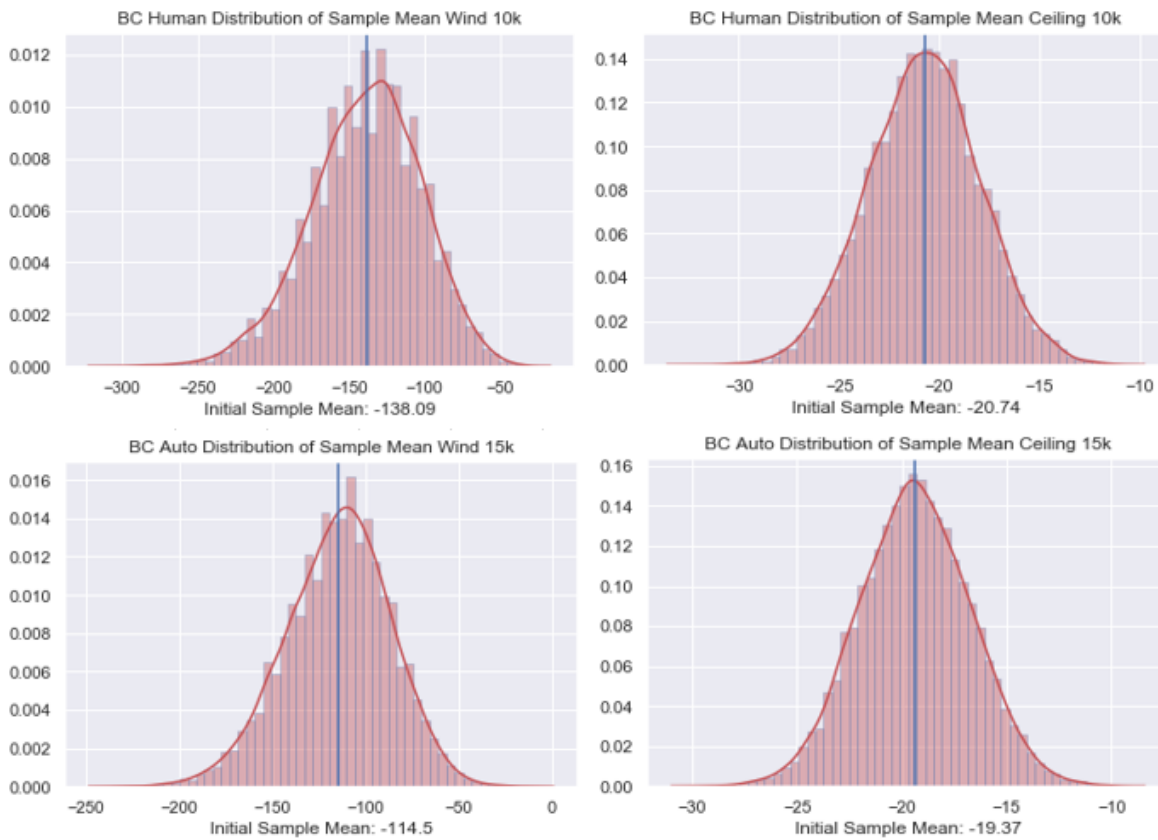 BC Human Distribution of Sample Mean Wind 10k
0.012
0.010
0.008
0.006
0.004
0.002
0.000
−300 −250 −200 −150 −100 −50
Initial Sample Mean: -138.09
BC Human Distribution of Sample Mean Ceiling 10k
0.14
0.12
0.10
0.08
0.06
0.04
0.02
0.00
−30 −25 −20 −15 −10
Initial Sample Mean: -20.74
BC Auto Distribution of Sample Mean Wind 15k
0.016
0.014
0.012
0.010
0.008
0.006
0.004
0.002
0.000
−250 −200 −150 −100 −50 0
Initial Sample Mean: -114.5
BC Auto Distribution of Sample Mean Ceiling 15k
0.16
0.14
0.12
0.10
0.08
0.06
0.04
0.02
0.00
−30 −25 −20 −15 −10
Initial Sample Mean: -19.37